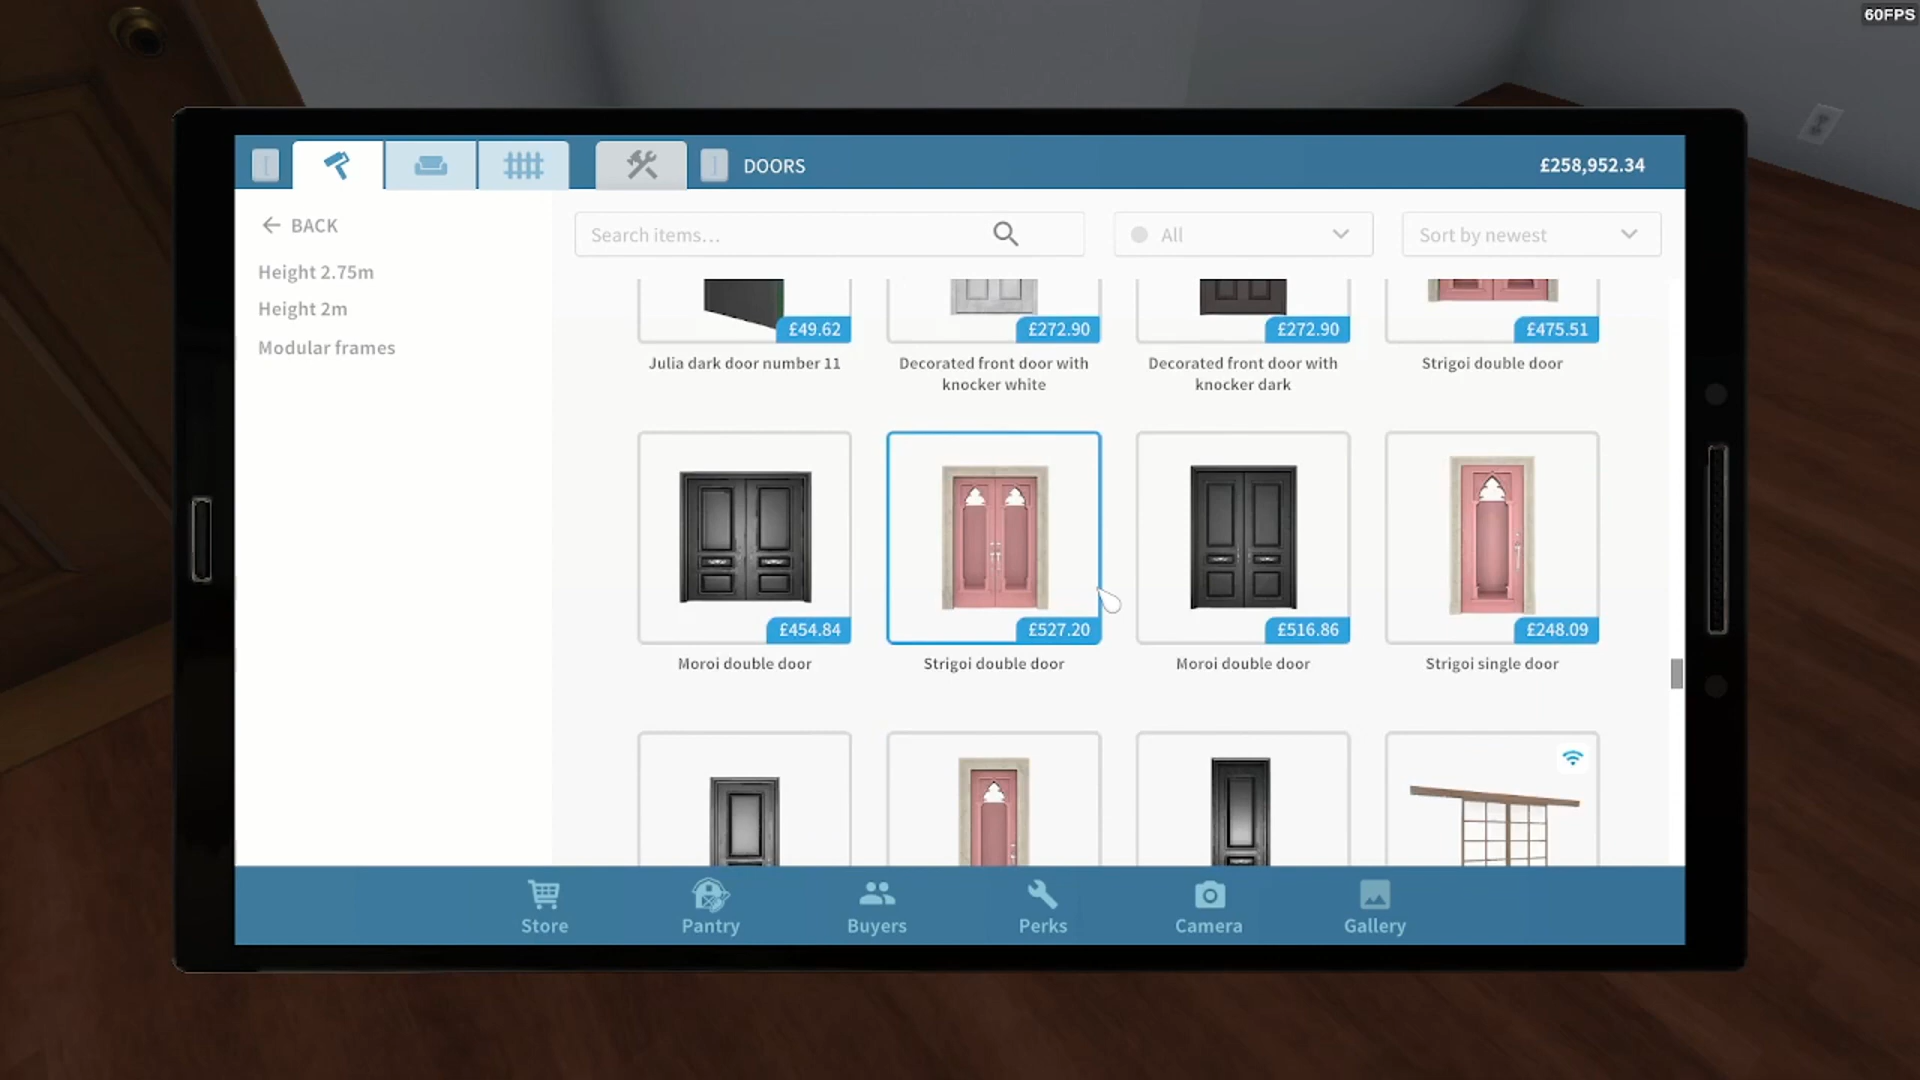 60FPS
DOORS
£258,952.34
BACK
Search items...
All
Sort by newest
Height 2.75m
Height 2m
Modular frames
£49.62
£272.90
£272.90
£475.51
Julia dark door number 11
Decorated front door with
knocker white
Decorated front door with
knocker dark
Strigoi double door
£454.84
£527.20
£516.86
£248.09
Moroi double door
Strigoi double door
Moroi double door
Strigoi single door
Store
Pantry
Buyers
Perks
Camera
Gallery